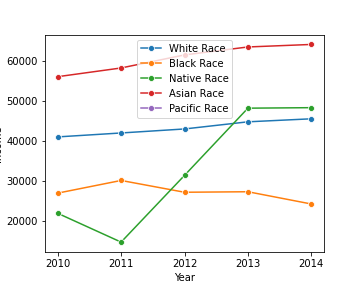 White Race
Black Race
Native Race
Asian Race
Pacific Race
60000
50000
40000
30000
20000
2010
2011
2012
2013
2014
Year